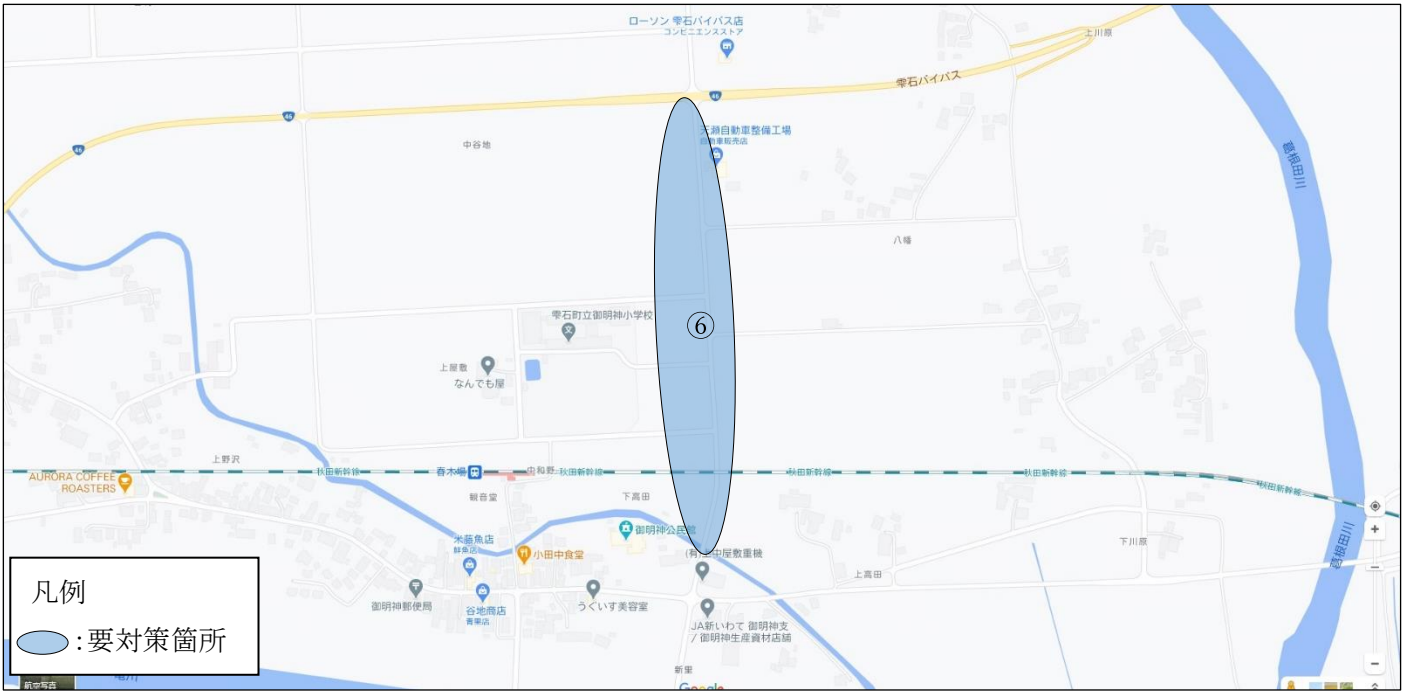 ローソン 雫石バイパス店
コンビニエンスストア
上川原
雫石バイパス
46
46
46
天瀬自動車整備工場
自動車販売店
中谷地
葛根田川
八幡
雫石町立御明神小学校
⑥
上屋敷
なんでも屋
上野沢
秋田新幹線
春木場
中和野
秋田新幹線
秋田新幹線
秋田新幹線
秋田新幹線
AURORA COFFEE
ROASTERS
観音堂
下高田
御明神公民館
葛根田川
下川原
米藤魚店
鮮魚店
小田中食堂
中屋敷重機
上高田
御明神郵便局
谷地商店
青果店
うぐいす美容室
JA新いわて 御明神支
/ 御明神生産資材店舗
新里
Google
竜川
航空写真
凡例
:要対策箇所